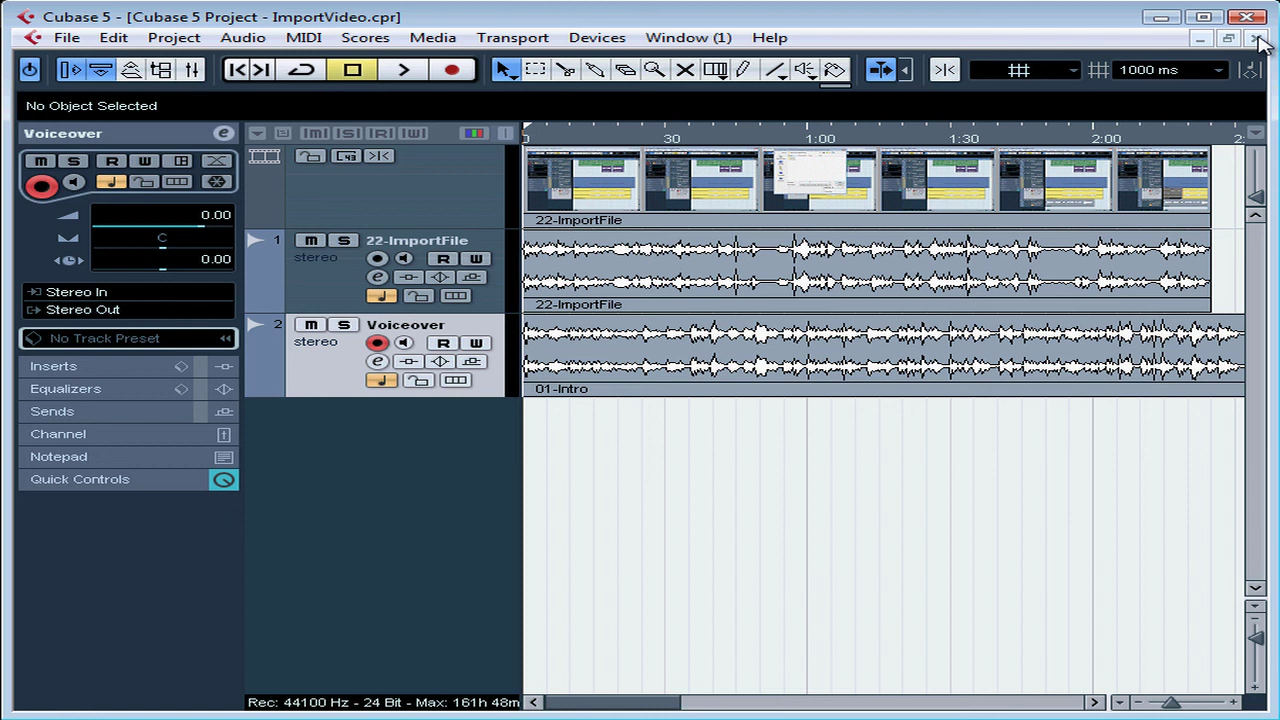 Cubase 5 - [Cubase 5 Project - ImportVideo.cpr]
File Edit Project Audio MIDI Scores Media Transport Devices Window (1) Help
1000 ms
No Object Selected
Voiceover e
M S R W
0.00
C
0.00
Stereo In
Stereo Out
No Track Preset
Inserts
Equalizers
Sends
Channel
Notepad
Quick Controls
[M] [S] [R] [W]
0 30 1:00 1:30 2:00 2:
22-ImportFile
1 M S 22-ImportFile
stereo R W
e
22-ImportFile
2 M S Voiceover
stereo R W
e
01-Intro
Rec: 44100 Hz - 24 Bit - Max: 161h 48m